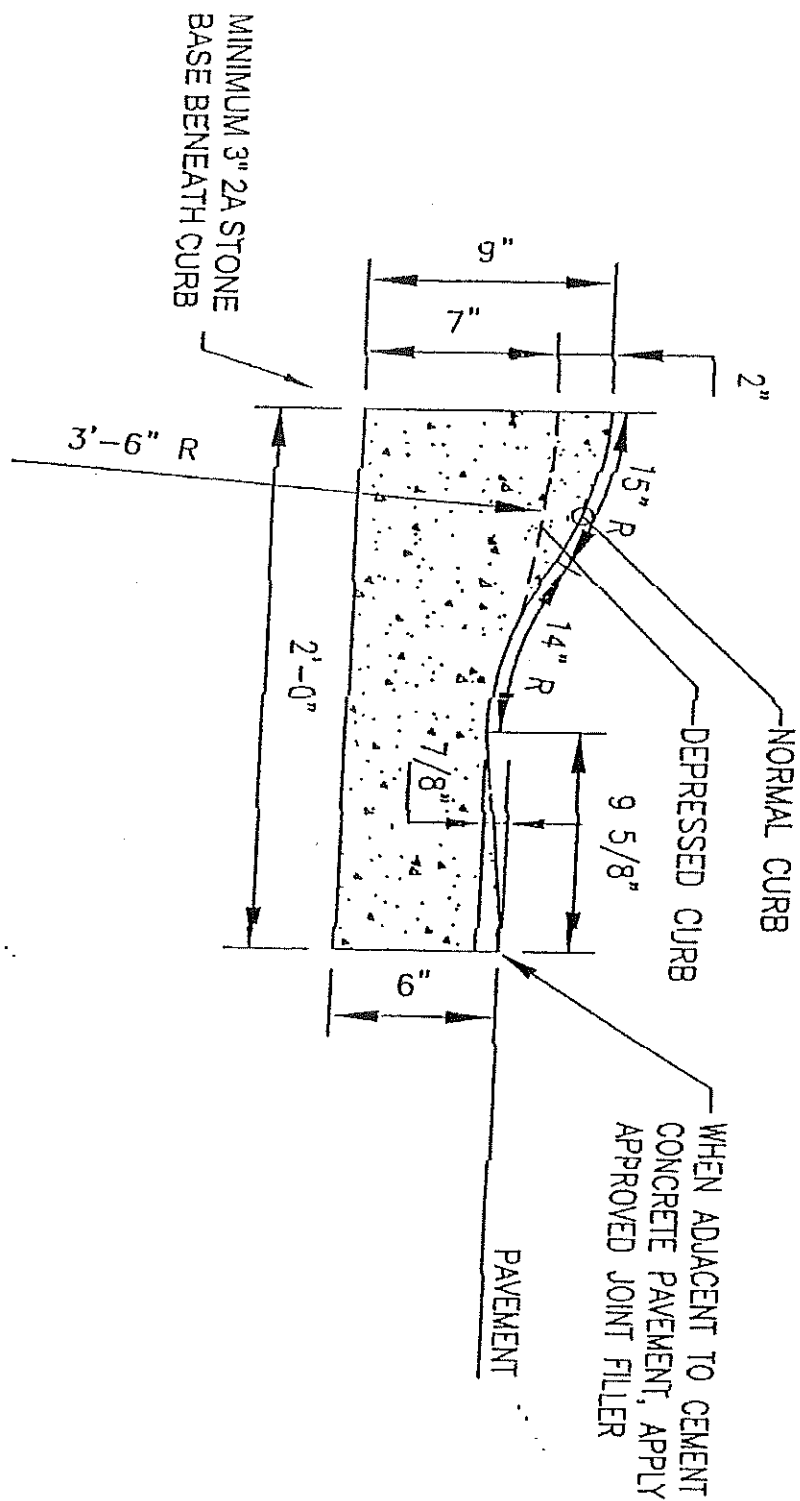 NORMAL CURB
DEPRESSED CURB
WHEN ADJACENT TO CEMENT
CONCRETE PAVEMENT, APPLY
APPROVED JOINT FILLER
2"
9"
7"
15" R
14" R
9 5/8"
7/8"
6"
PAVEMENT
3'-6" R
2'-0"
MINIMUM 3" 2A STONE
BASE BENEATH CURB